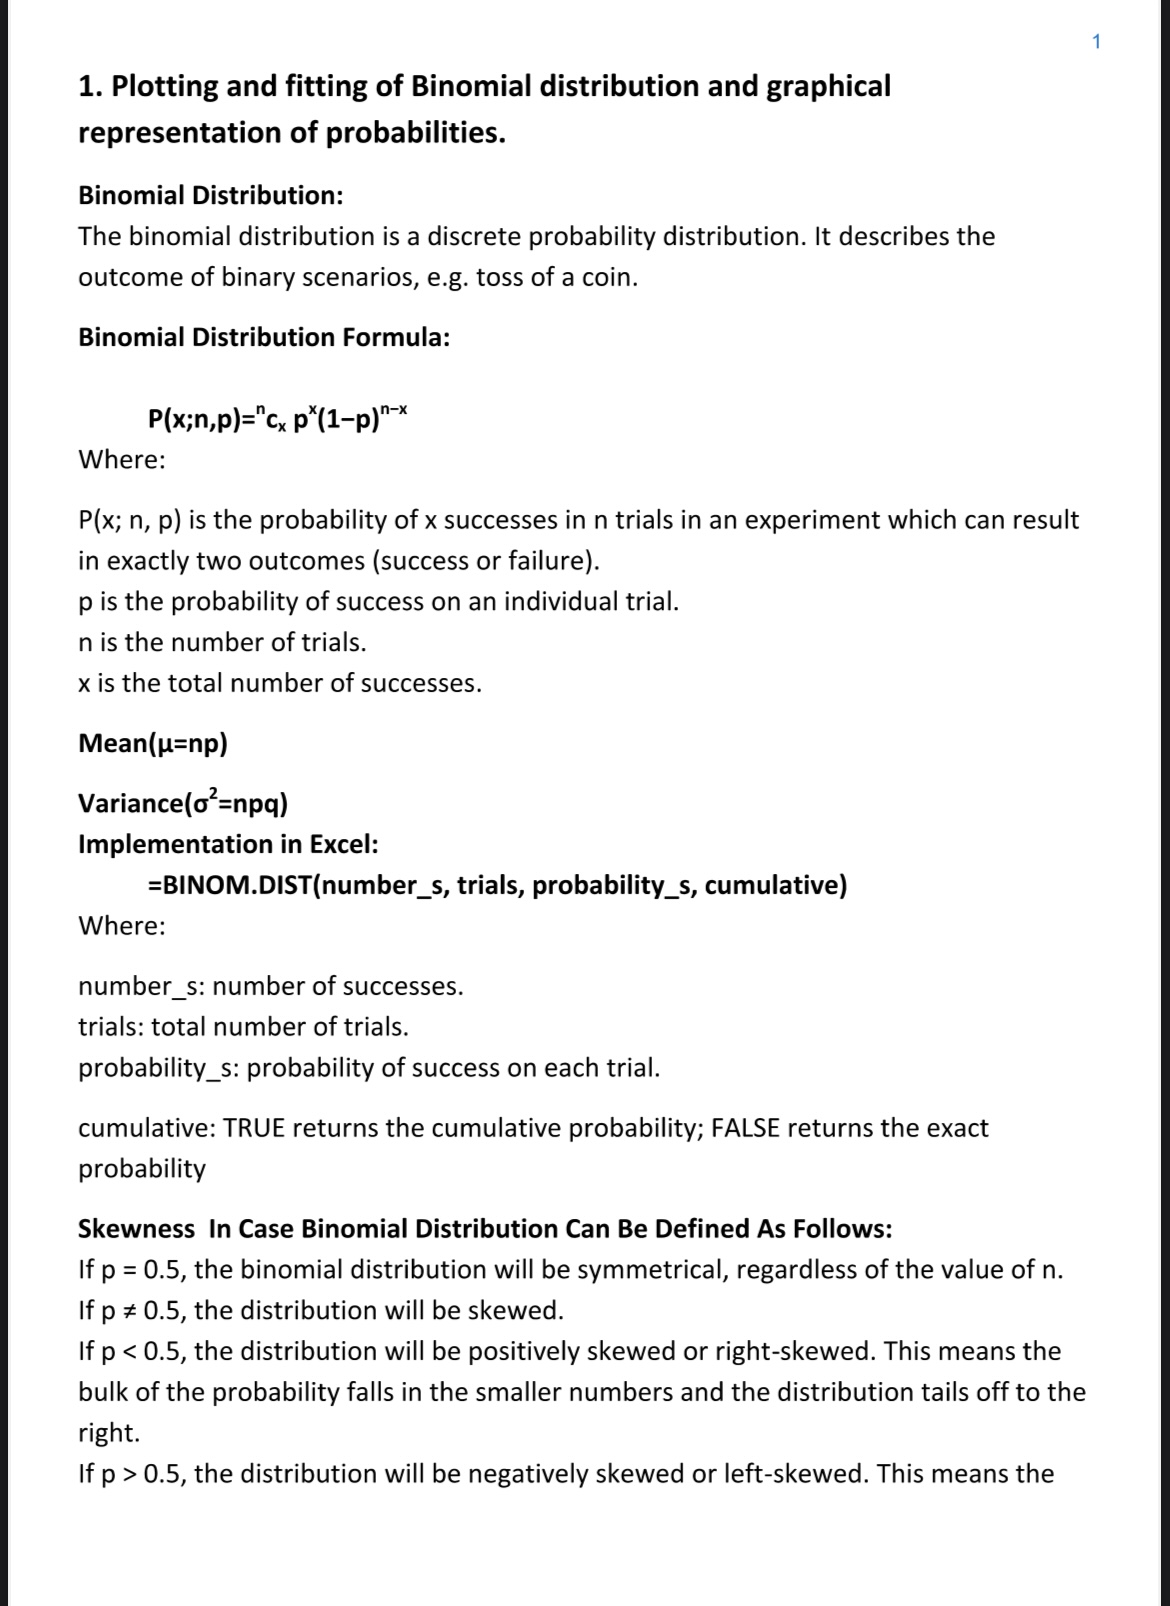 1
1. Plotting and fitting of Binomial distribution and graphical
representation of probabilities.
Binomial Distribution:
The binomial distribution is a discrete probability distribution. It describes the
outcome of binary scenarios, e.g. toss of a coin.
Binomial Distribution Formula:
P(x;n,p)=ⁿcₓ pˣ(1−p)ⁿ⁻ˣ
Where:
P(x; n, p) is the probability of x successes in n trials in an experiment which can result
in exactly two outcomes (success or failure).
p is the probability of success on an individual trial.
n is the number of trials.
x is the total number of successes.
Mean(μ=np)
Variance(σ²=npq)
Implementation in Excel:
=BINOM.DIST(number_s, trials, probability_s, cumulative)
Where:
number_s: number of successes.
trials: total number of trials.
probability_s: probability of success on each trial.
cumulative: TRUE returns the cumulative probability; FALSE returns the exact
probability
Skewness  In Case Binomial Distribution Can Be Defined As Follows:
If p = 0.5, the binomial distribution will be symmetrical, regardless of the value of n.
If p ≠ 0.5, the distribution will be skewed.
If p < 0.5, the distribution will be positively skewed or right-skewed. This means the
bulk of the probability falls in the smaller numbers and the distribution tails off to the
right.
If p > 0.5, the distribution will be negatively skewed or left-skewed. This means the